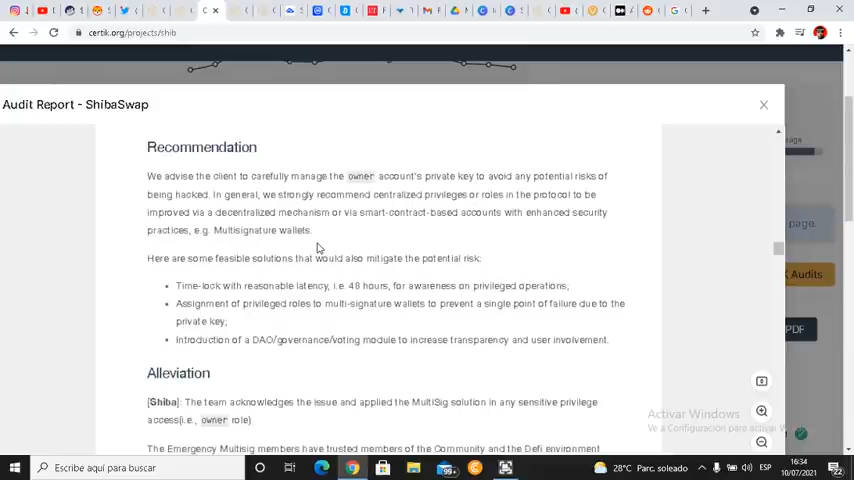 certik.org/projects/shib
Audit Report - ShibaSwap
Recommendation
We advise the client to carefully manage the owner account's private key to avoid any potential risks of
being hacked. In general, we strongly recommend centralized privileges or roles in the protocol to be
improved via a decentralized mechanism or via smart-contract-based accounts with enhanced security
practices, e.g. Multisignature wallets.
Here are some feasible solutions that would also mitigate the potential risk:
• Time-lock with reasonable latency, i.e. 48 hours, for awareness on privileged operations;
• Assignment of privileged roles to multi-signature wallets to prevent a single point of failure due to the
private key;
• Introduction of a DAO/governance/voting module to increase transparency and user involvement.
page.
Audits
PDF
Alleviation
[Shiba]: The team acknowledges the issue and applied the MultiSig solution in any sensitive privilege
access(i.e., owner role)
The Emergency Multisig members have trusted members of the Community and the Defi environment
Activar Windows
Ve a Configuración para activar W
Escribe aquí para buscar
99+
28°C Parc. soleado
ESP
16:34
10/07/2021
22